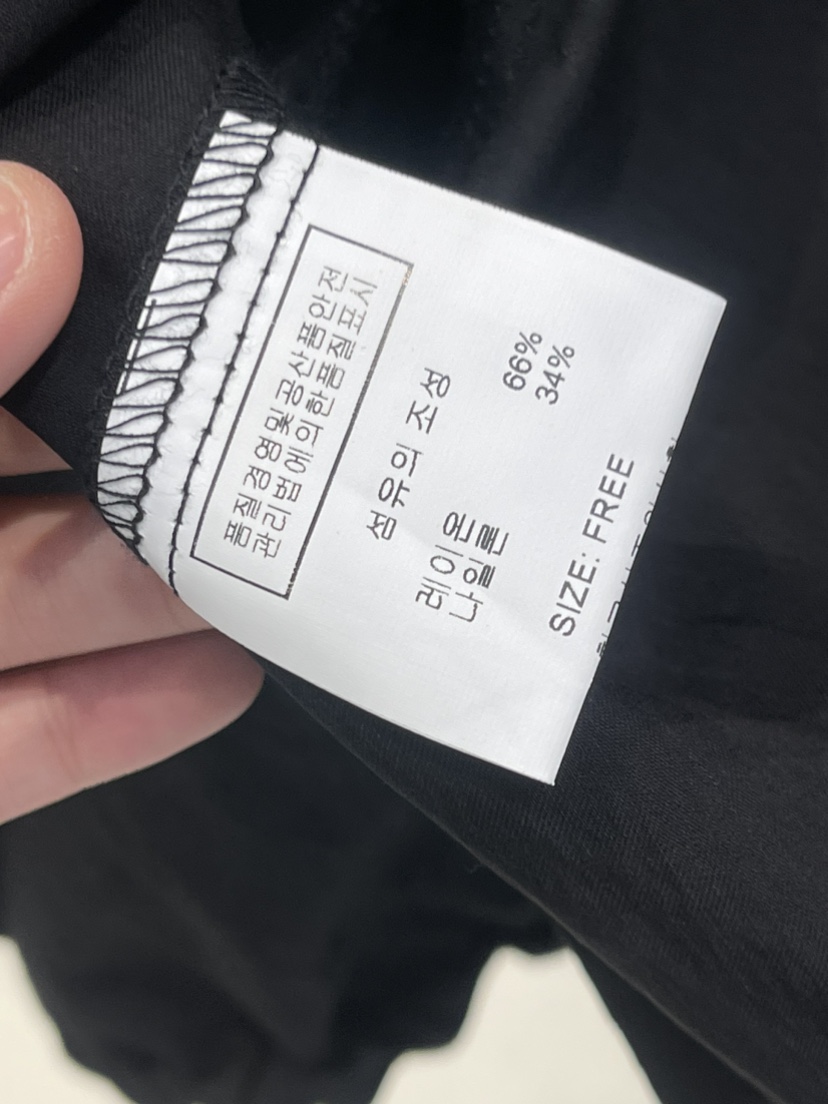 품질경영및공산품안전
관리법에의한품질표시
섬유의 조성
레이온 66%
나일론 34%
SIZE: FREE